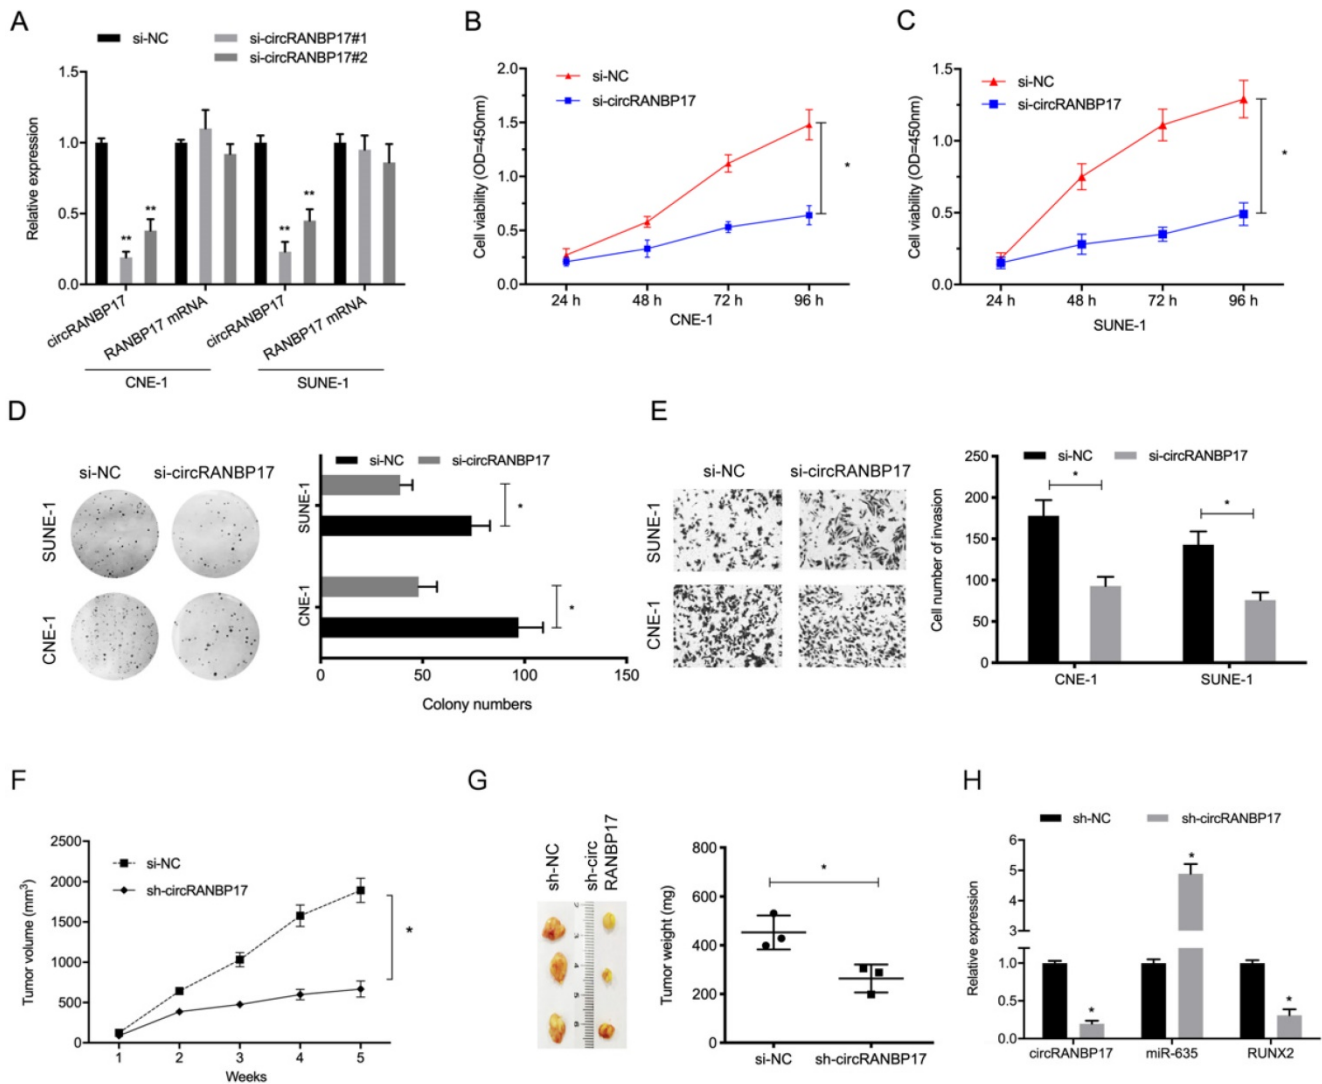 A
si-NC
si-circRANBP17#1
si-circRANBP17#2
Relative expression
1.5
1.0
0.5
0.0
** ** ** **
circRANBP17
RANBP17 mRNA
circRANBP17
RANBP17 mRNA
CNE-1
SUNE-1
B
si-NC
si-circRANBP17
Cell viability (OD=450nm)
2.0
1.5
1.0
0.5
0.0
*
24 h 48 h 72 h 96 h
CNE-1
C
si-NC
si-circRANBP17
Cell viability (OD=450nm)
1.5
1.0
0.5
0.0
*
24 h 48 h 72 h 96 h
SUNE-1
D
si-NC si-circRANBP17
SUNE-1
CNE-1
si-NC si-circRANBP17
SUNE-1
*
CNE-1
*
0 50 100 150
Colony numbers
E
si-NC si-circRANBP17
SUNE-1
CNE-1
si-NC si-circRANBP17
Cell number of invasion
250
200
150
100
50
0
* *
CNE-1 SUNE-1
F
Tumor volume (mm³)
2500
2000
1500
1000
500
0
si-NC
sh-circRANBP17
*
1 2 3 4 5
Weeks
G
sh-NC
sh-circ
RANBP17
Tumor weight (mg)
800
600
400
200
0
*
si-NC sh-circRANBP17
H
sh-NC sh-circRANBP17
Relative expression
6
5
4
3
1.0
0.5
0.0
* * *
circRANBP17 miR-635 RUNX2